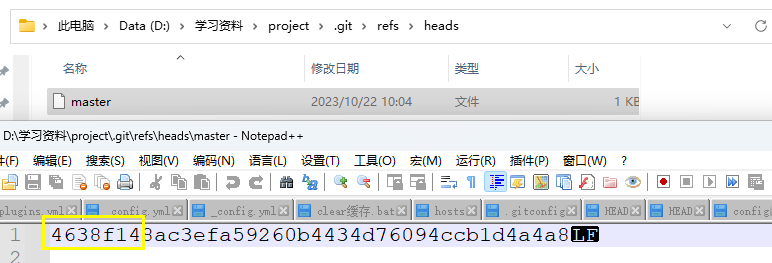 此电脑 > Data (D:) > 学习资料 > project > .git > refs > heads
名称 修改日期 类型 大小
master 2023/10/22 10:04 文件 1 KB
D:\学习资料\project\.git\refs\heads\master - Notepad++
件(F) 编辑(E) 搜索(S) 视图(V) 编码(N) 语言(L) 设置(T) 工具(O) 宏(M) 运行(R) 插件(P) 窗口(W) ?
plugins.yml _config.yml _config.yml clear缓存.bat hosts .gitconfig HEAD HEAD config
1 4638f148ac3efa59260b4434d76094ccb1d4a4a8LF
2